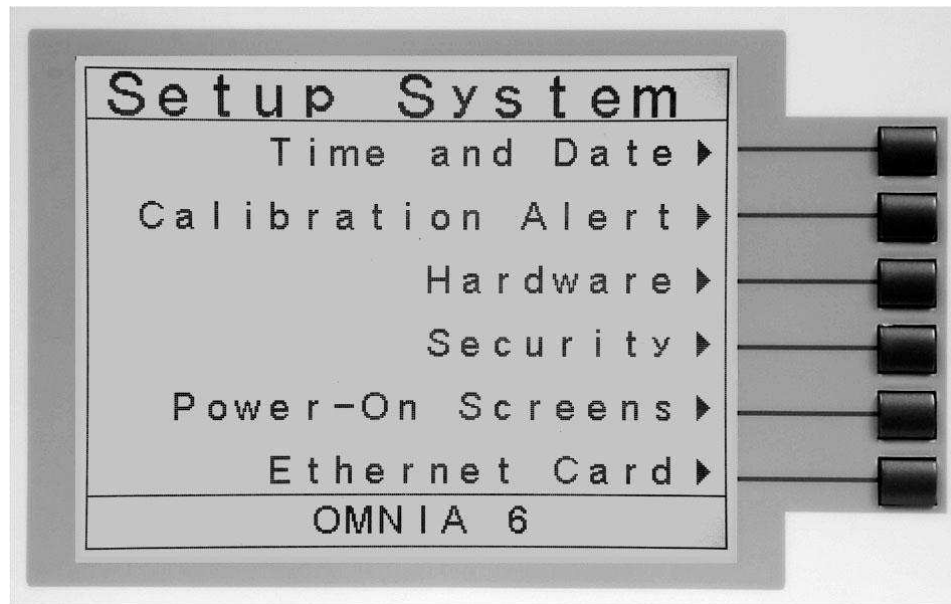 Setup System
Time and Date
Calibration Alert
Hardware
Security
Power-On Screens
Ethernet Card
OMNIA 6